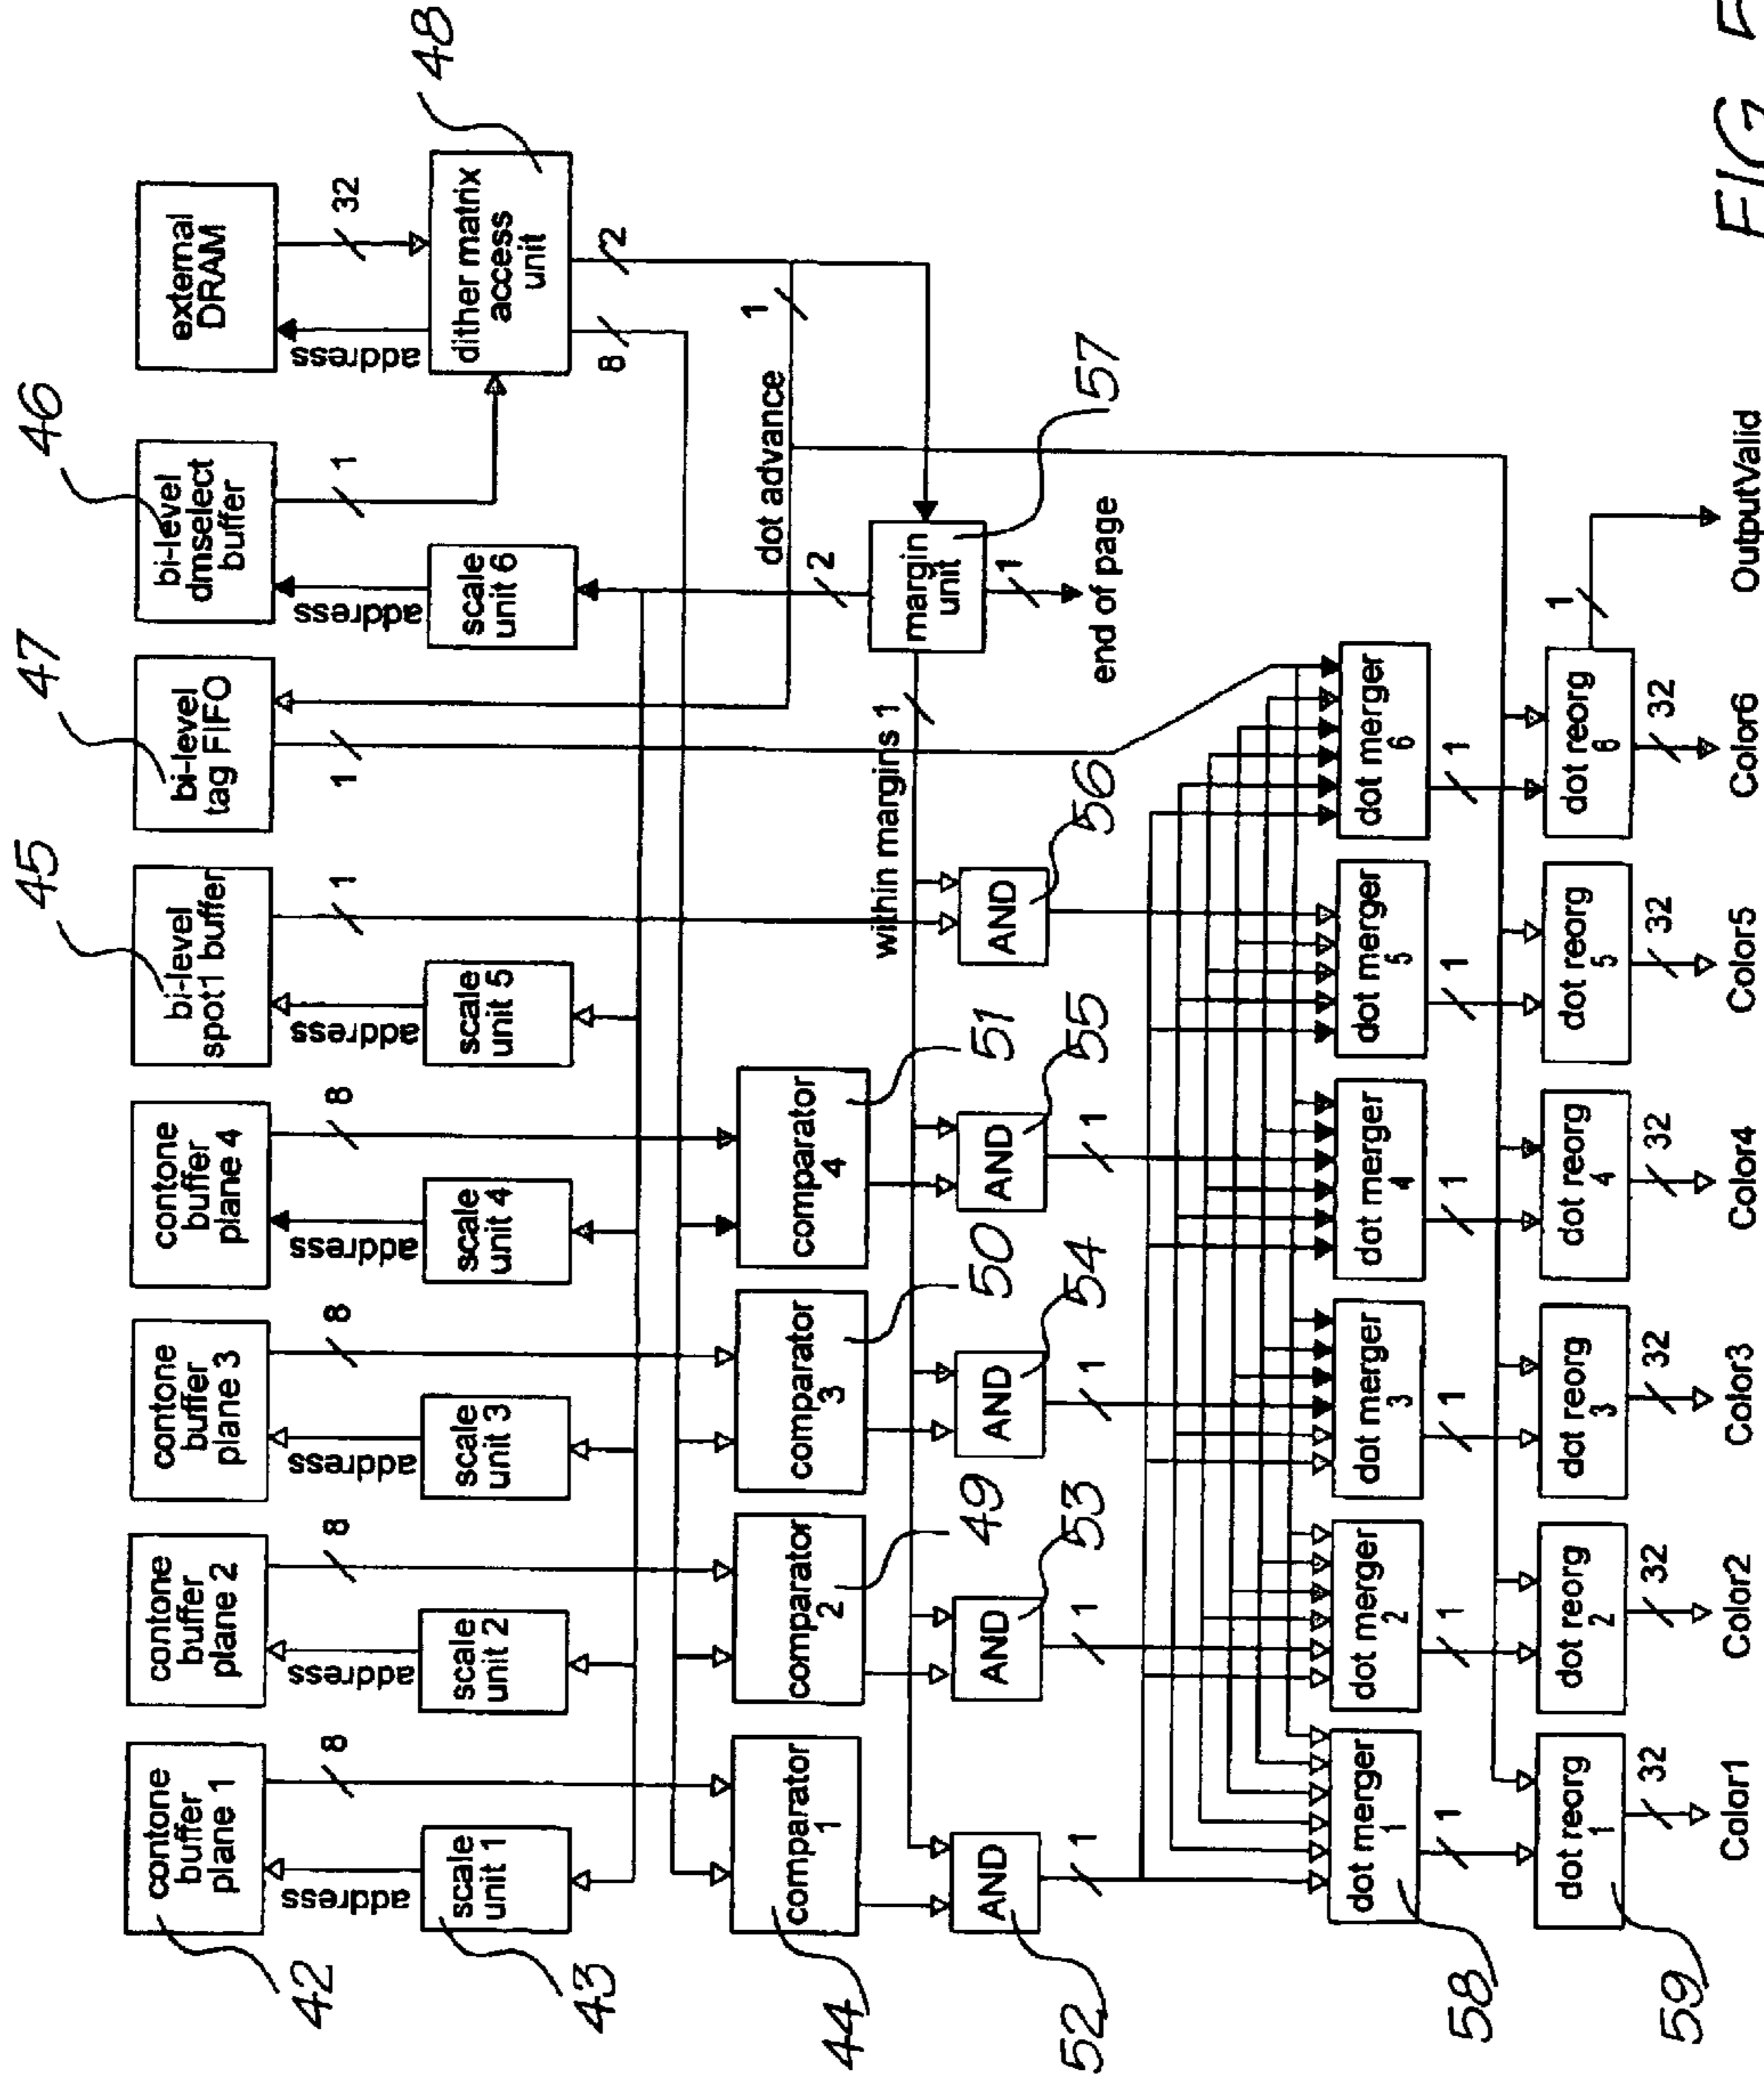 46
47
45
48
contone
buffer
plane 1
contone
buffer
plane 2
contone
buffer
plane 3
contone
buffer
plane 4
bi-level
spot1 buffer
bi-level
tag FIFO
bi-level
dmselect
buffer
external
DRAM
42
8
8
8
8
1
1
1
32
address
address
address
address
address
address
address
scale
unit 1
scale
unit 2
scale
unit 3
scale
unit 4
scale
unit 5
scale
unit 6
dither matrix
access
unit
43
8
2
1
dot advance
comparator
1
comparator
2
comparator
3
comparator
4
44
49
50
51
2
margin
unit
57
1
end of page
within margins 1
AND
AND
AND
AND
AND
52
53
54
55
56
1
1
1
1
dot merger
1
dot merger
2
dot merger
3
dot merger
4
dot merger
5
dot merger
6
58
1
1
1
1
1
1
dot reorg
1
dot reorg
2
dot reorg
3
dot reorg
4
dot reorg
5
dot reorg
6
59
1
32
32
32
32
32
32
Color1
Color2
Color3
Color4
Color5
Color6
OutputValid
FIG